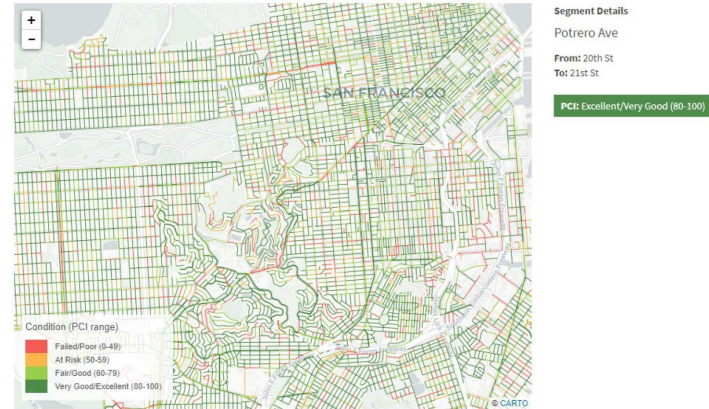 +
−
SAN FRANCISCO
Condition (PCI range)
Failed/Poor (0-49)
At Risk (50-59)
Fair/Good (60-79)
Very Good/Excellent (80-100)
© CARTO
Segment Details
Potrero Ave
From: 20th St
To: 21st St
PCI: Excellent/Very Good (80-100)